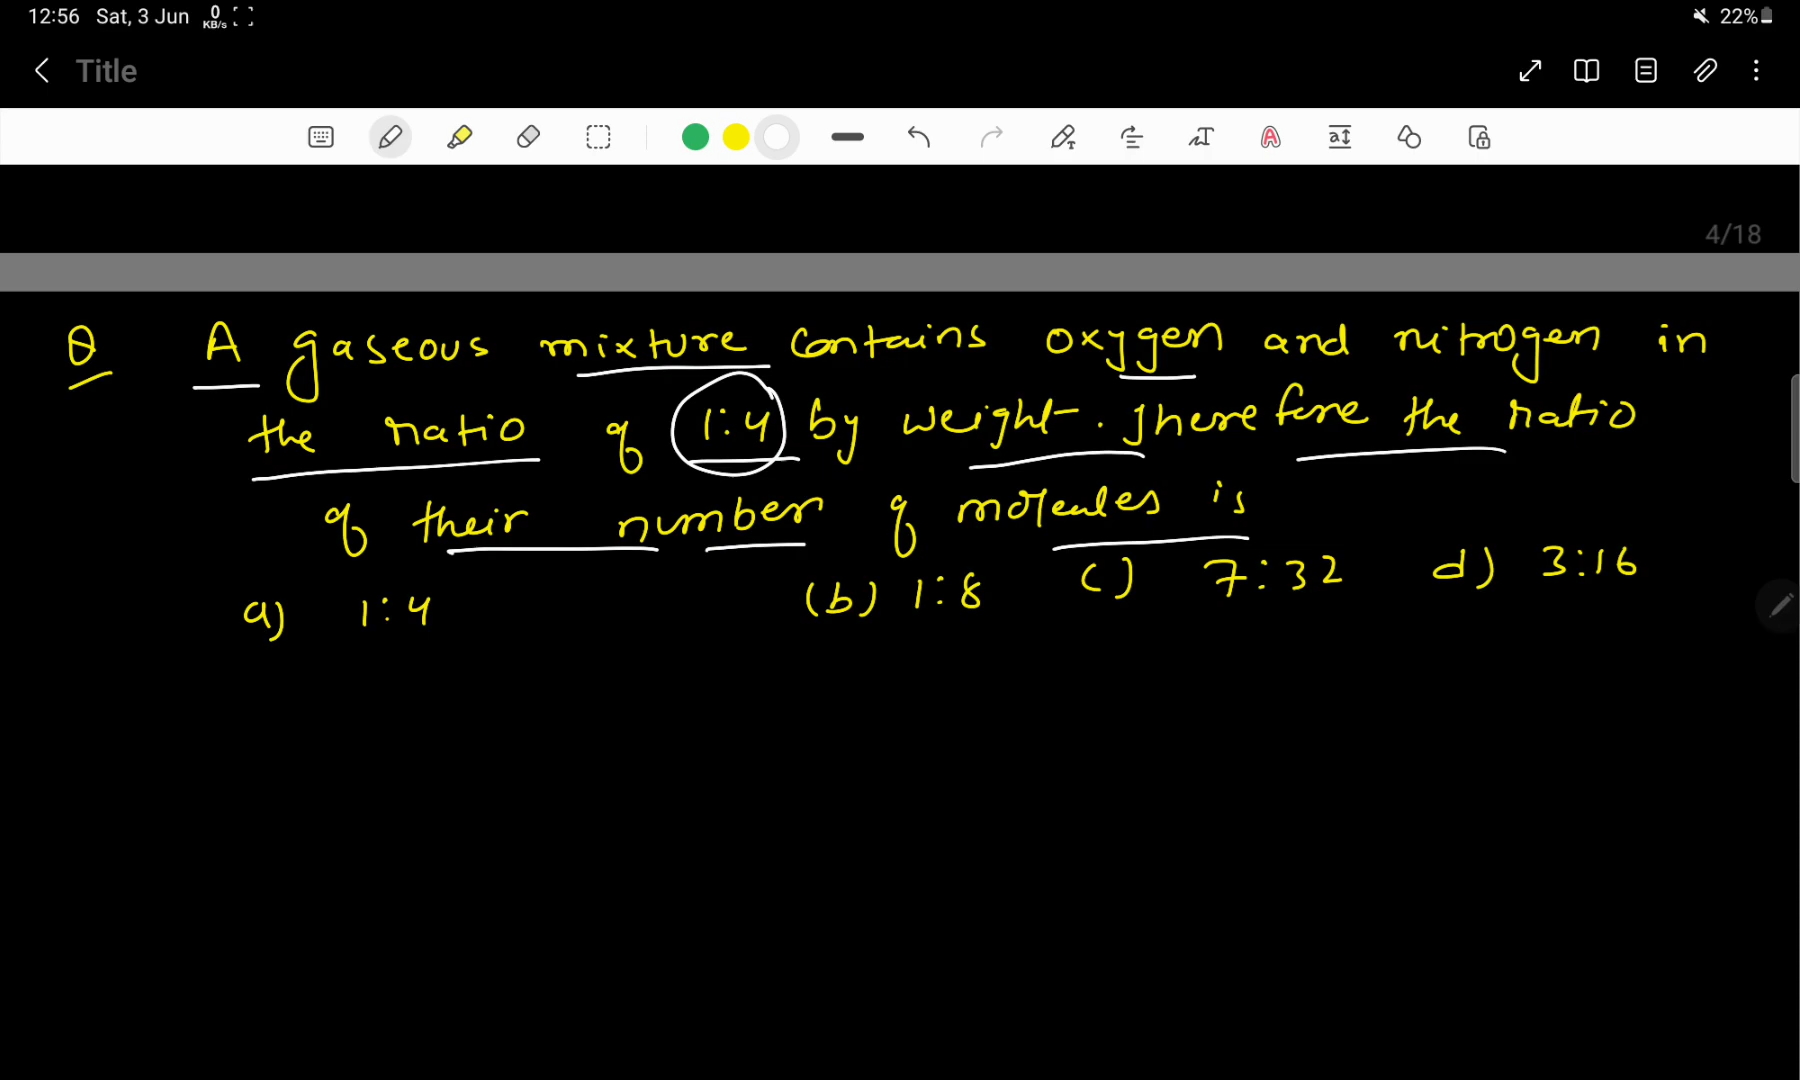 12:56 Sat, 3 Jun 0 KB/s 22%
Title
4/18
Q A gaseous mixture contains oxygen and nitrogen in
the ratio of 1:4 by weight. Therefore the ratio
of their number of molecules is
a) 1:4 (b) 1:8 c) 7:32 d) 3:16